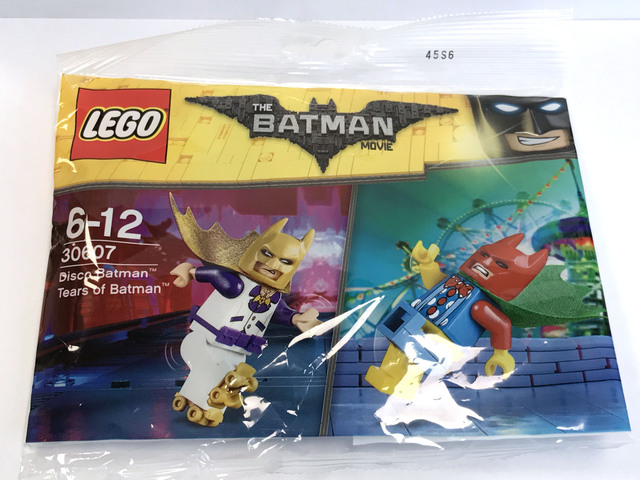 45S6
LEGO
THE
BATMAN
MOVIE
6-12
30607
Disco Batman™
Tears of Batman™